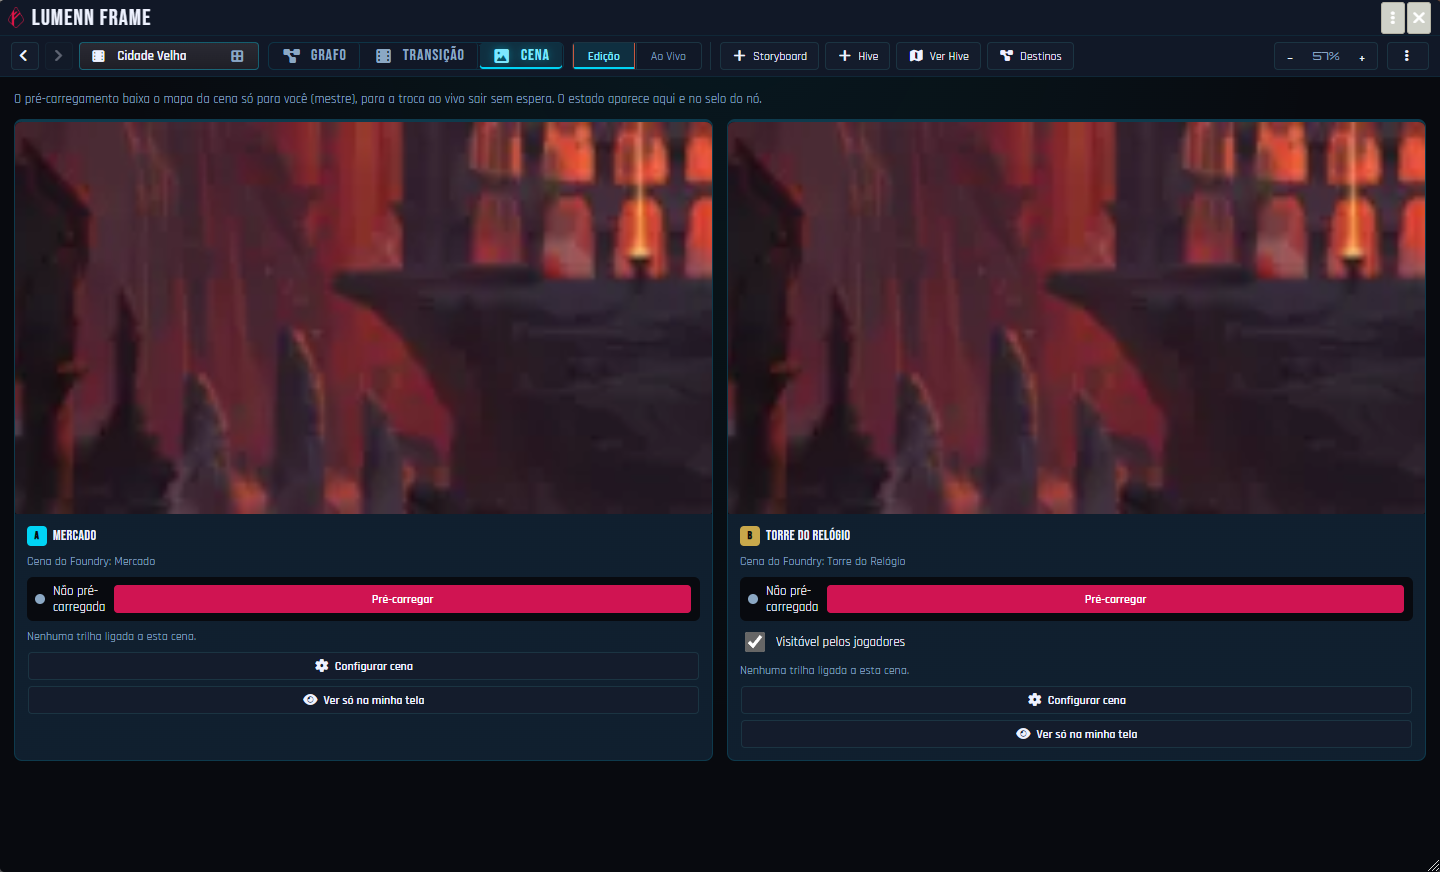 LUMENN FRAME
Cidade Velha
GRAFO
TRANSIÇÃO
CENA
Edição
Ao Vivo
Storyboard
Hive
Ver Hive
Destinos
– 57% +
O pré-carregamento baixa o mapa da cena só para você (mestre), para a troca ao vivo sair sem espera. O estado aparece aqui e no selo do nó.
A MERCADO
Cena do Foundry: Mercado
Não pré-
carregada
Pré-carregar
Nenhuma trilha ligada a esta cena.
Configurar cena
Ver só na minha tela
B TORRE DO RELÓGIO
Cena do Foundry: Torre do Relógio
Não pré-
carregada
Pré-carregar
Visitável pelos jogadores
Nenhuma trilha ligada a esta cena.
Configurar cena
Ver só na minha tela